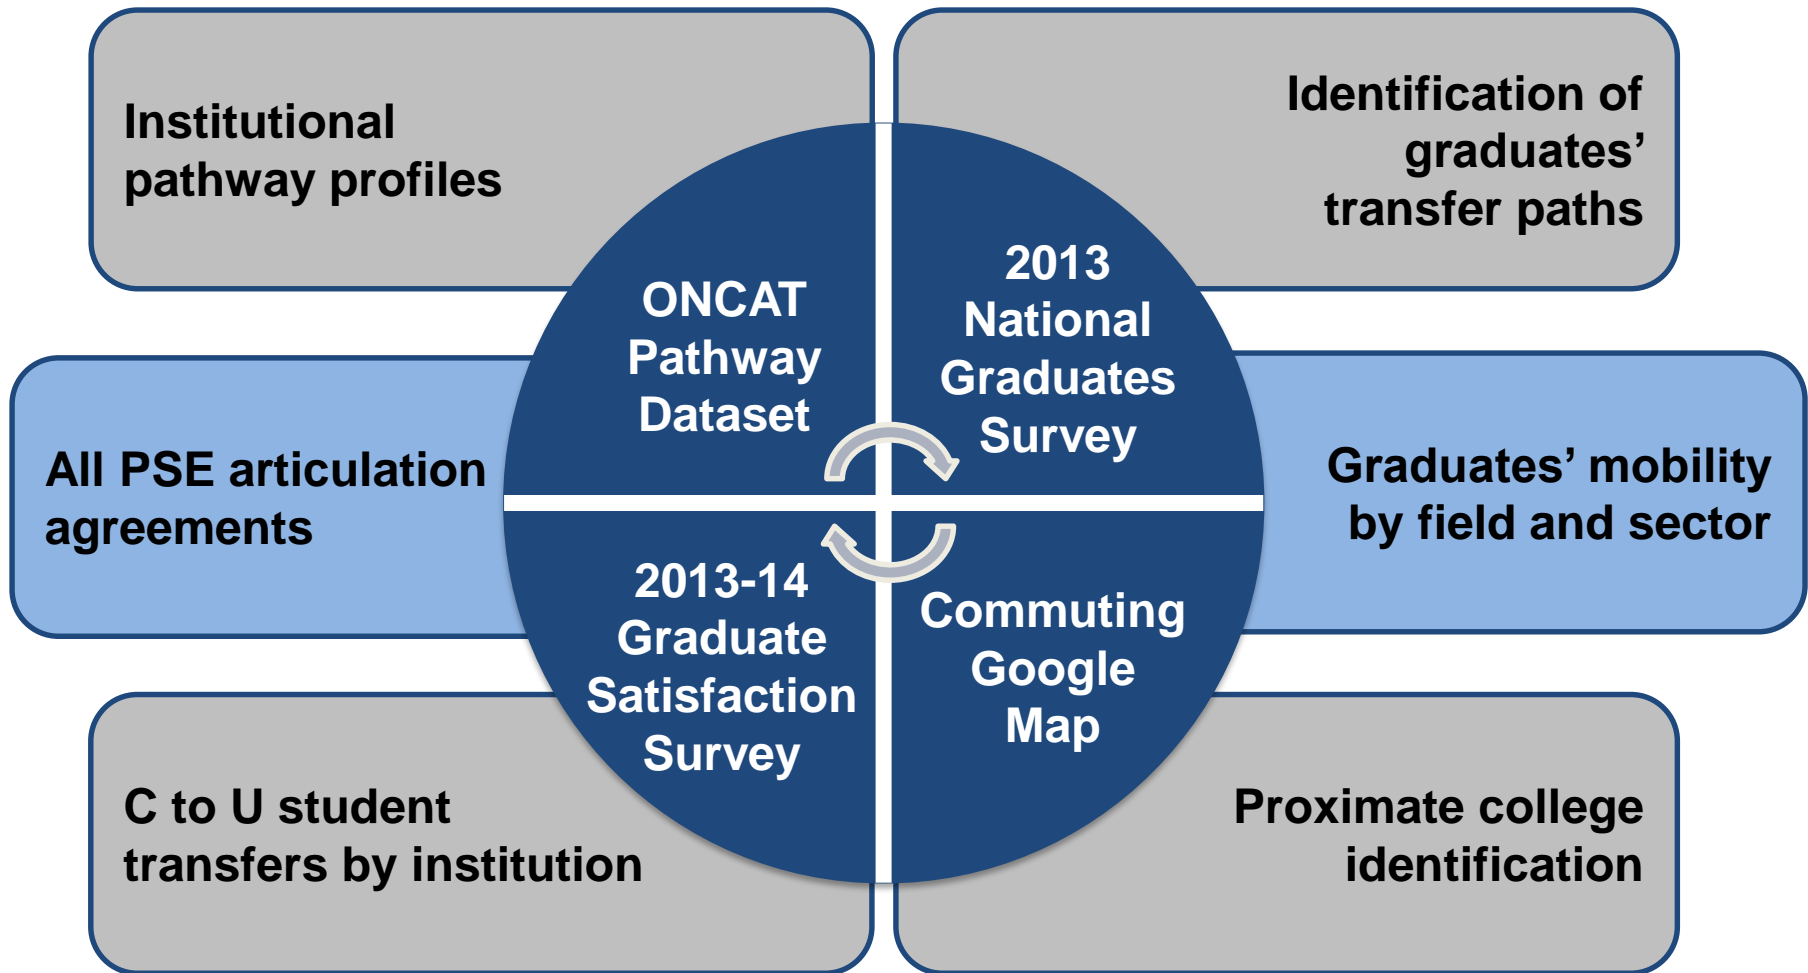 Institutional
pathway profiles
Identification of
graduates’
transfer paths
ONCAT
Pathway
Dataset
2013
National
Graduates
Survey
All PSE articulation
agreements
Graduates’ mobility
by field and sector
2013-14
Graduate
Satisfaction
Survey
Commuting
Google
Map
C to U student
transfers by institution
Proximate college
identification